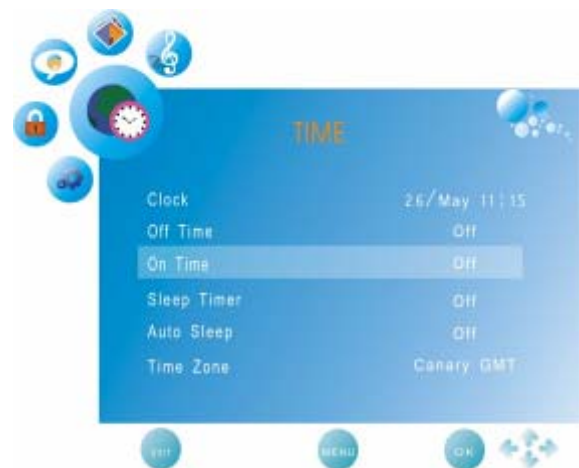 TIME
Clock 26/May 11:15
Off Time Off
On Time Off
Sleep Timer Off
Auto Sleep Off
Time Zone Canary GMT
EXIT MENU OK